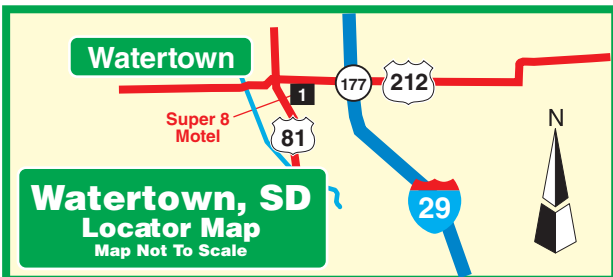 Watertown
177
212
1
Super 8
Motel
81
N
Watertown, SD
Locator Map
Map Not To Scale
29